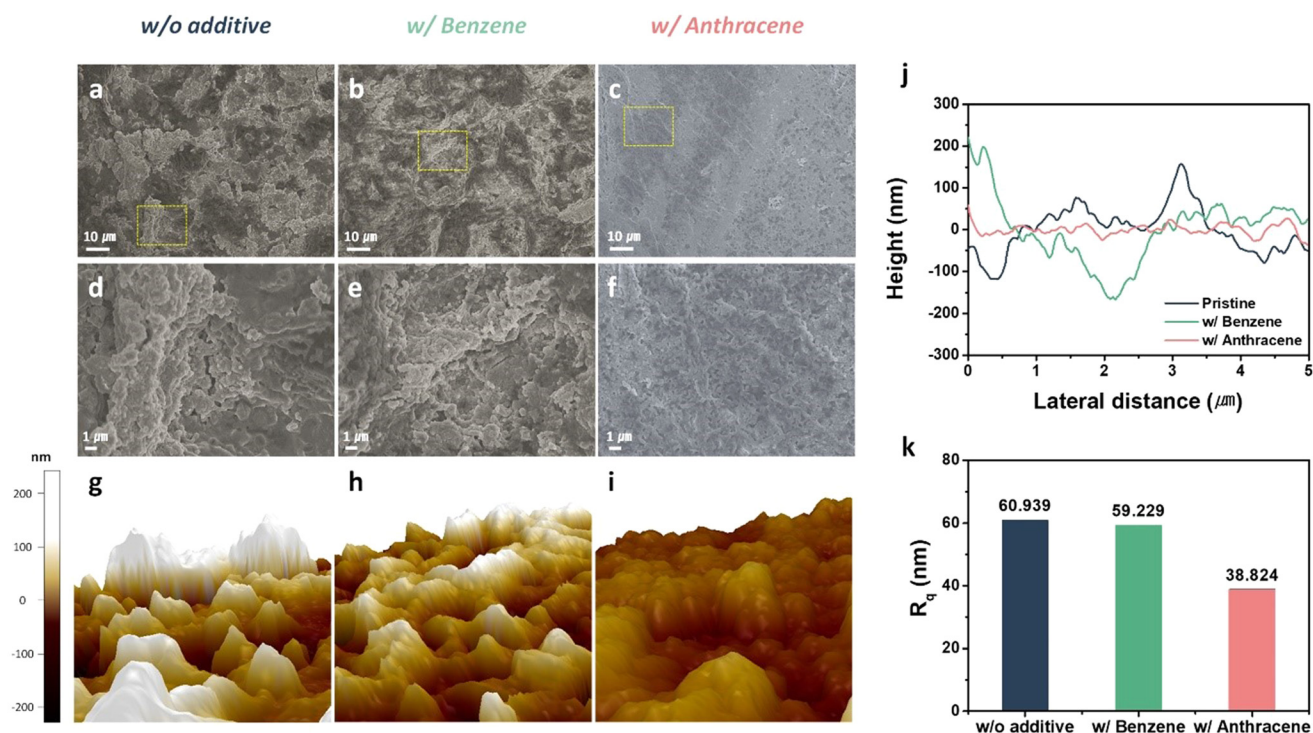 w/o additive
w/ Benzene
w/ Anthracene
a
10 ㎛
b
10 ㎛
c
10 ㎛
d
1 ㎛
e
1 ㎛
f
1 ㎛
nm
200
100
0
-100
-200
g
h
i
j
300
200
100
0
-100
-200
-300
Height (nm)
Pristine
w/ Benzene
w/ Anthracene
0
1
2
3
4
5
Lateral distance (㎛)
k
80
60
40
20
0
Rq (nm)
60.939
59.229
38.824
w/o additive
w/ Benzene
w/ Anthracene